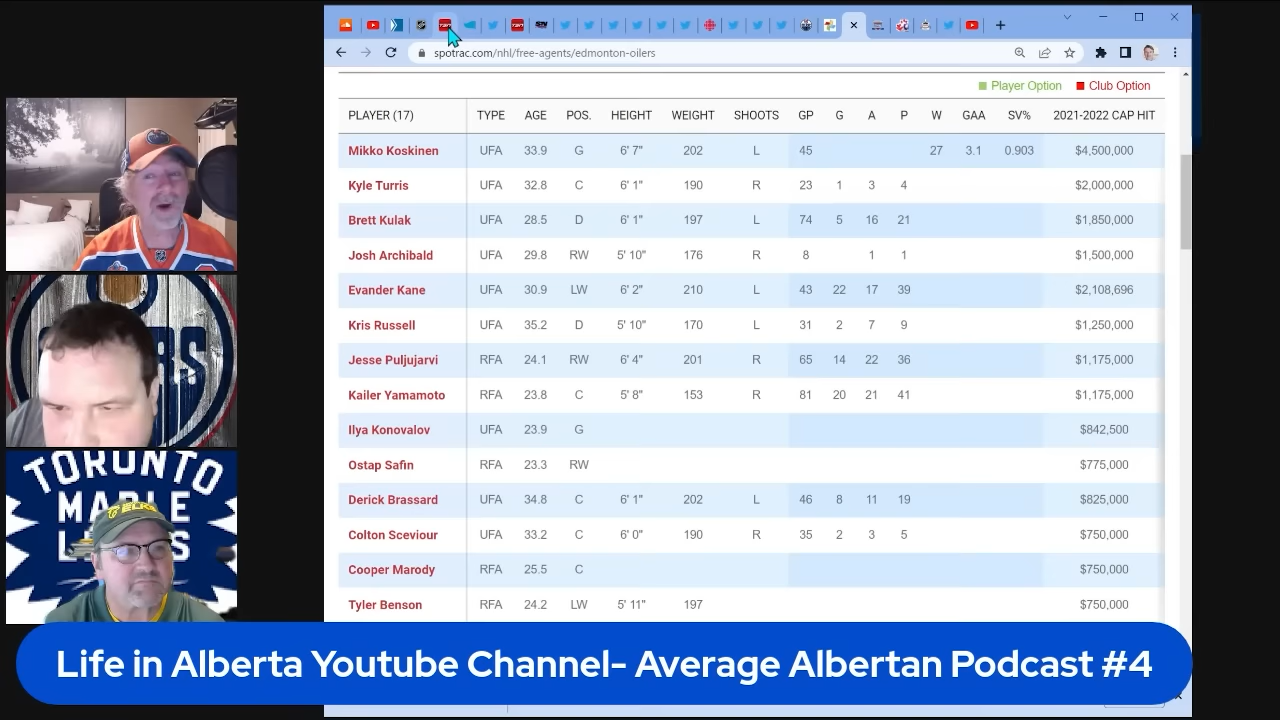 spotrac.com/nhl/free-agents/edmonton-oilers
Player Option Club Option
PLAYER (17) TYPE AGE POS. HEIGHT WEIGHT SHOOTS GP G A P W GAA SV% 2021-2022 CAP HIT
Mikko Koskinen UFA 33.9 G 6' 7" 202 L 45 27 3.1 0.903 $4,500,000
Kyle Turris UFA 32.8 C 6' 1" 190 R 23 1 3 4 $2,000,000
Brett Kulak UFA 28.5 D 6' 1" 197 L 74 5 16 21 $1,850,000
Josh Archibald UFA 29.8 RW 5' 10" 176 R 8 1 1 $1,500,000
Evander Kane UFA 30.9 LW 6' 2" 210 L 43 22 17 39 $2,108,696
Kris Russell UFA 35.2 D 5' 10" 170 L 31 2 7 9 $1,250,000
Jesse Puljujarvi RFA 24.1 RW 6' 4" 201 R 65 14 22 36 $1,175,000
Kailer Yamamoto RFA 23.8 C 5' 8" 153 R 81 20 21 41 $1,175,000
Ilya Konovalov UFA 23.9 G $842,500
Ostap Safin RFA 23.3 RW $775,000
Derick Brassard UFA 34.8 C 6' 1" 202 L 46 8 11 19 $825,000
Colton Sceviour UFA 33.2 C 6' 0" 190 R 35 2 3 5 $750,000
Cooper Marody RFA 25.5 C $750,000
Tyler Benson RFA 24.2 LW 5' 11" 197 $750,000
TORONTO
MAPLE
Life in Alberta Youtube Channel- Average Albertan Podcast #4